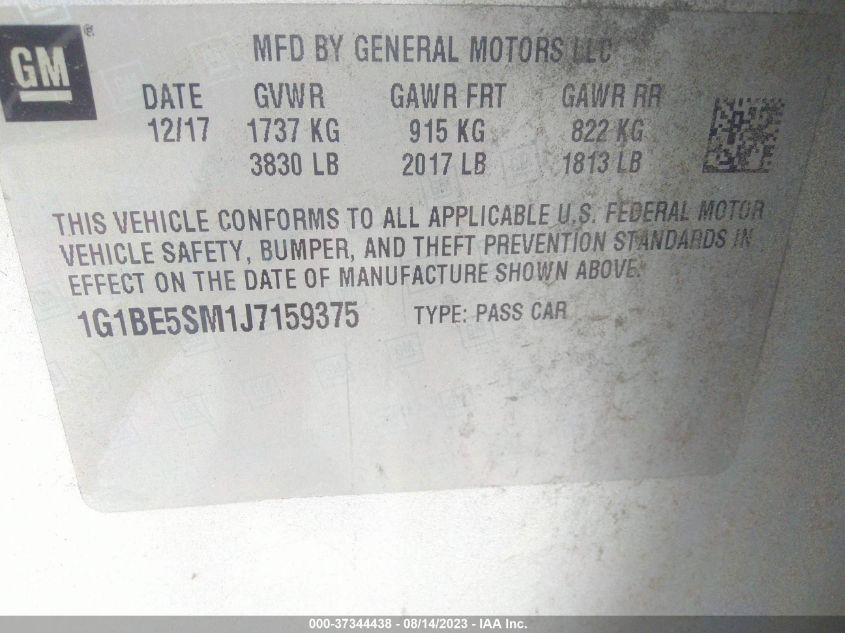 GM®
MFD BY GENERAL MOTORS LLC
DATE GVWR GAWR FRT GAWR RR
12/17 1737 KG 915 KG 822 KG
3830 LB 2017 LB 1813 LB
THIS VEHICLE CONFORMS TO ALL APPLICABLE U.S. FEDERAL MOTOR
VEHICLE SAFETY, BUMPER, AND THEFT PREVENTION STANDARDS IN
EFFECT ON THE DATE OF MANUFACTURE SHOWN ABOVE.
1G1BE5SM1J7159375 TYPE: PASS CAR
000-37344438 - 08/14/2023 - IAA Inc.